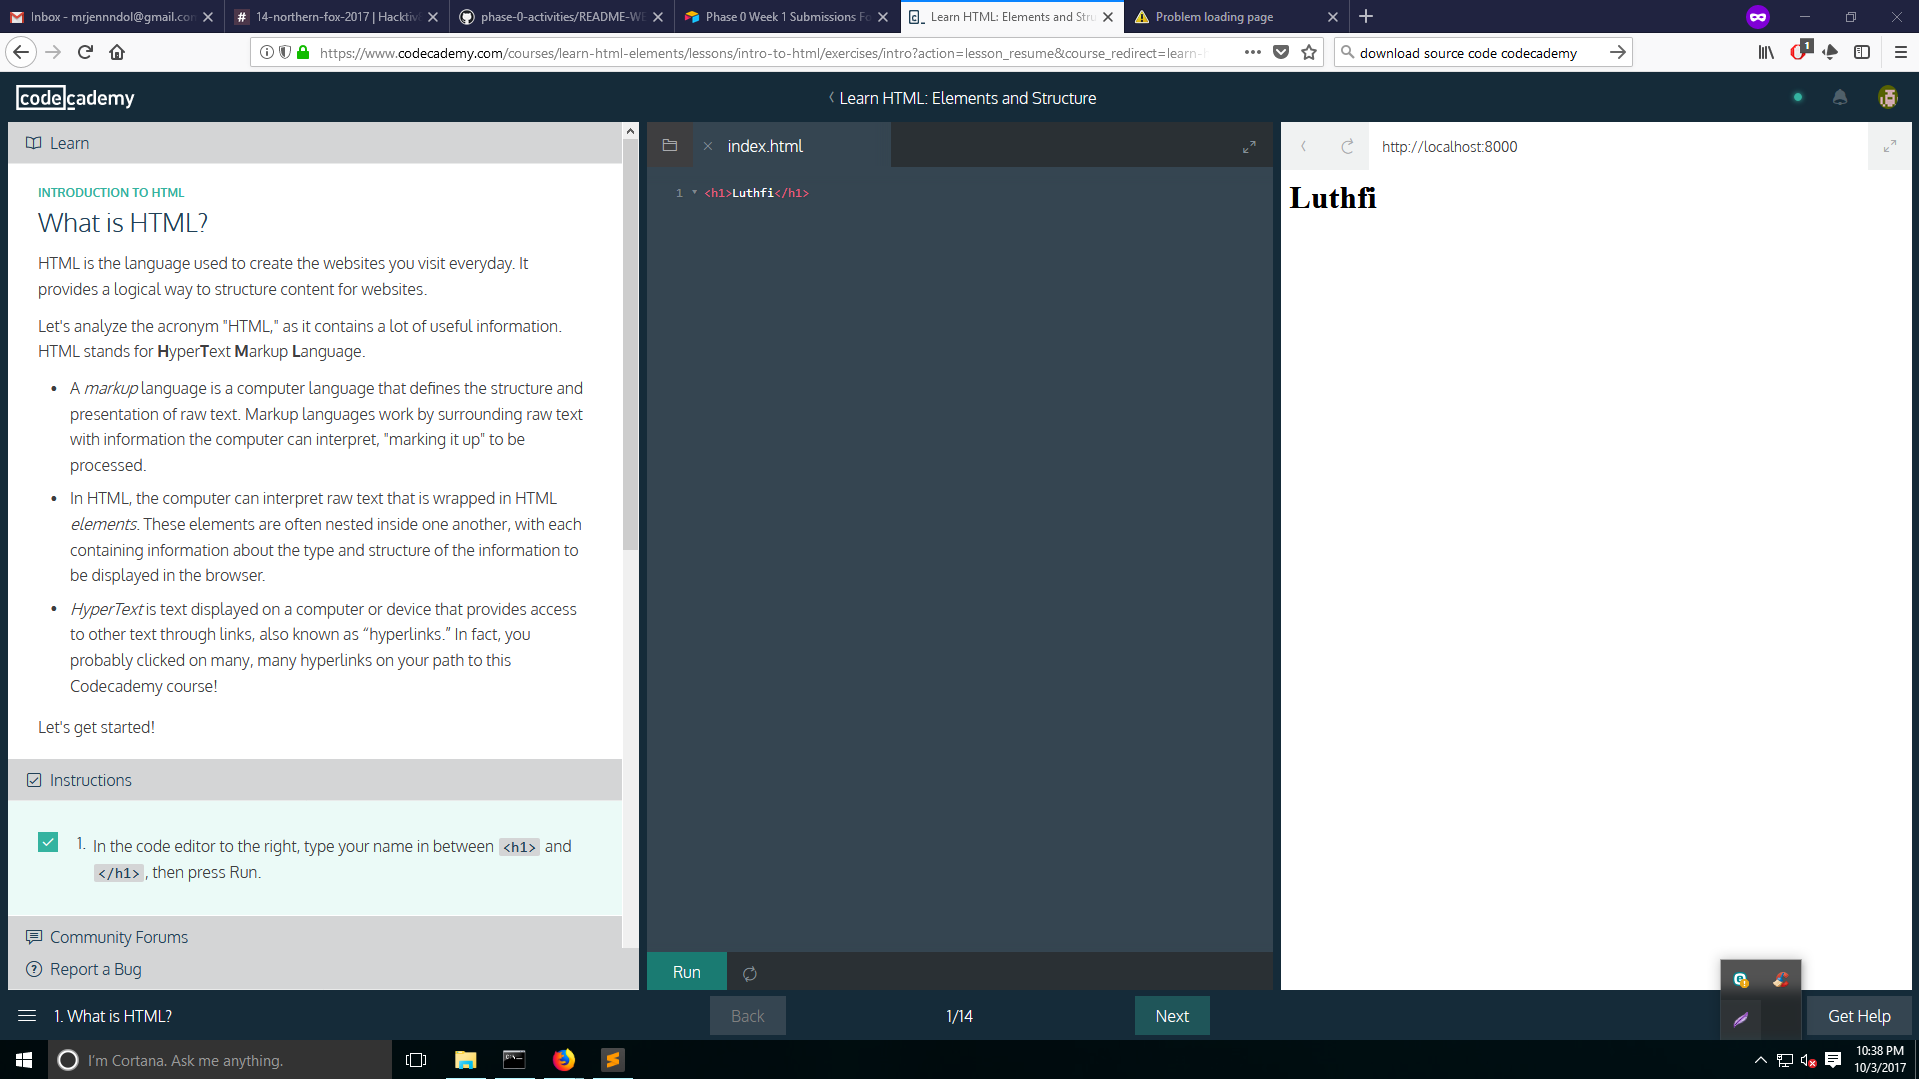 Inbox - mrjennndol@gmail.con
14-northern-fox-2017 | Hacktiv
phase-0-activities/README-WE
Phase 0 Week 1 Submissions Fo
Learn HTML: Elements and Stru
Problem loading page
https://www.codecademy.com/courses/learn-html-elements/lessons/intro-to-html/exercises/intro?action=lesson_resume&course_redirect=learn-h
download source code codecademy
1
codecademy
Learn HTML: Elements and Structure
Learn
INTRODUCTION TO HTML
What is HTML?
HTML is the language used to create the websites you visit everyday. It
provides a logical way to structure content for websites.
Let's analyze the acronym "HTML," as it contains a lot of useful information.
HTML stands for HyperText Markup Language.
• A markup language is a computer language that defines the structure and
presentation of raw text. Markup languages work by surrounding raw text
with information the computer can interpret, "marking it up" to be
processed.
• In HTML, the computer can interpret raw text that is wrapped in HTML
elements. These elements are often nested inside one another, with each
containing information about the type and structure of the information to
be displayed in the browser.
• HyperText is text displayed on a computer or device that provides access
to other text through links, also known as “hyperlinks.” In fact, you
probably clicked on many, many hyperlinks on your path to this
Codecademy course!
Let's get started!
Instructions
1. In the code editor to the right, type your name in between <h1> and
</h1>, then press Run.
Community Forums
Report a Bug
index.html
1 <h1>Luthfi</h1>
Run
http://localhost:8000
Luthfi
1. What is HTML?
Back
1/14
Next
Get Help
I'm Cortana. Ask me anything.
10:38 PM
10/3/2017